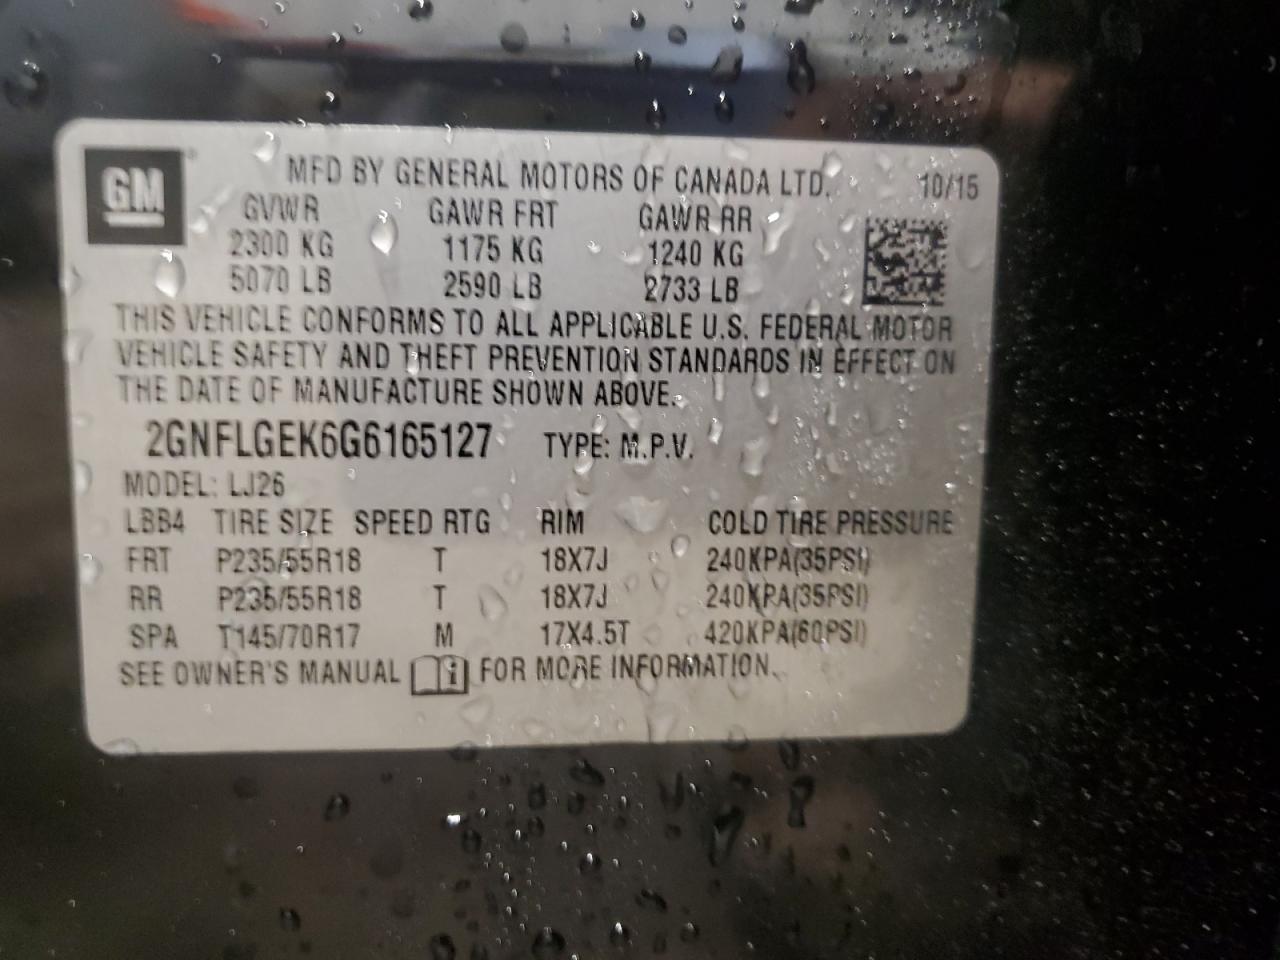 GM
MFD BY GENERAL MOTORS OF CANADA LTD. 10/15
GVWR GAWR FRT GAWR RR
2300 KG 1175 KG 1240 KG
5070 LB 2590 LB 2733 LB
THIS VEHICLE CONFORMS TO ALL APPLICABLE U.S. FEDERAL MOTOR
VEHICLE SAFETY AND THEFT PREVENTION STANDARDS IN EFFECT ON
THE DATE OF MANUFACTURE SHOWN ABOVE.
2GNFLGEK6G6165127 TYPE: M.P.V.
MODEL: LJ26
LBB4 TIRE SIZE SPEED RTG RIM COLD TIRE PRESSURE
FRT P235/55R18 T 18X7J 240KPA(35PSI)
RR P235/55R18 T 18X7J 240KPA(35PSI)
SPA T145/70R17 M 17X4.5T 420KPA(60PSI)
SEE OWNER'S MANUAL FOR MORE INFORMATION.